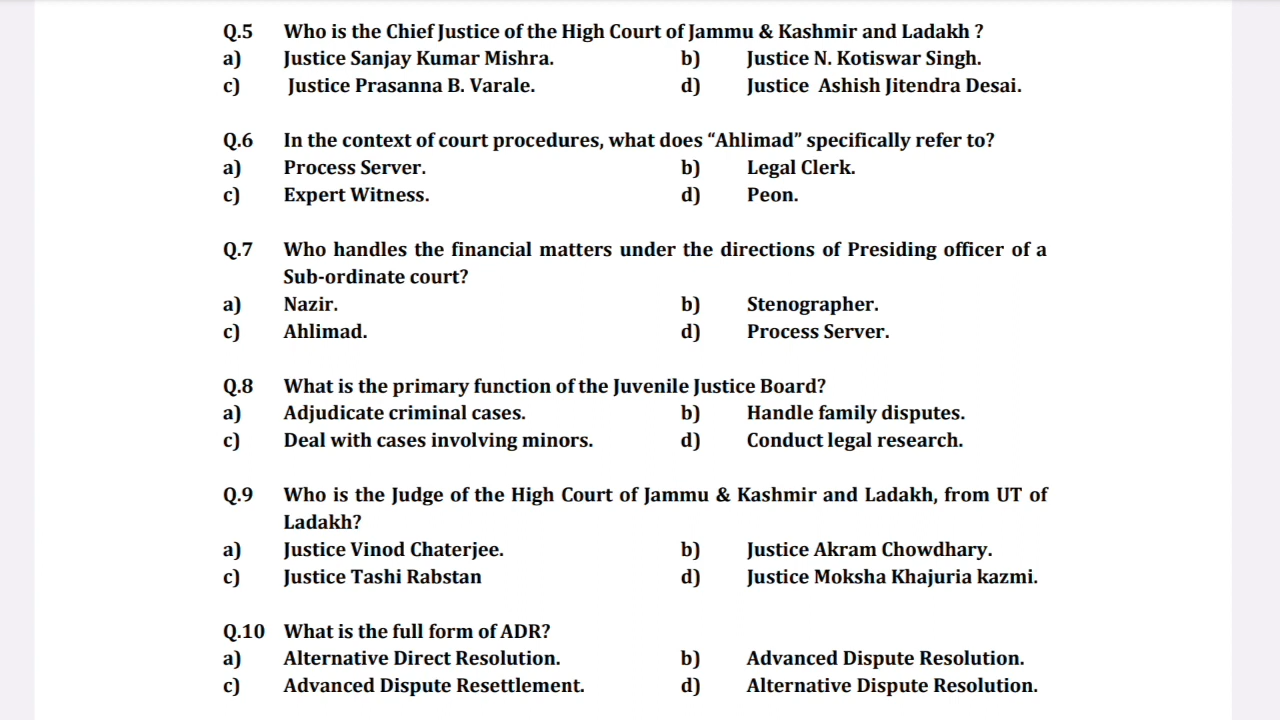 Q.5 Who is the Chief Justice of the High Court of Jammu & Kashmir and Ladakh ?
a) Justice Sanjay Kumar Mishra. b) Justice N. Kotiswar Singh.
c) Justice Prasanna B. Varale. d) Justice Ashish Jitendra Desai.
Q.6 In the context of court procedures, what does “Ahlimad” specifically refer to?
a) Process Server. b) Legal Clerk.
c) Expert Witness. d) Peon.
Q.7 Who handles the financial matters under the directions of Presiding officer of a
Sub-ordinate court?
a) Nazir. b) Stenographer.
c) Ahlimad. d) Process Server.
Q.8 What is the primary function of the Juvenile Justice Board?
a) Adjudicate criminal cases. b) Handle family disputes.
c) Deal with cases involving minors. d) Conduct legal research.
Q.9 Who is the Judge of the High Court of Jammu & Kashmir and Ladakh, from UT of
Ladakh?
a) Justice Vinod Chaterjee. b) Justice Akram Chowdhary.
c) Justice Tashi Rabstan d) Justice Moksha Khajuria kazmi.
Q.10 What is the full form of ADR?
a) Alternative Direct Resolution. b) Advanced Dispute Resolution.
c) Advanced Dispute Resettlement. d) Alternative Dispute Resolution.